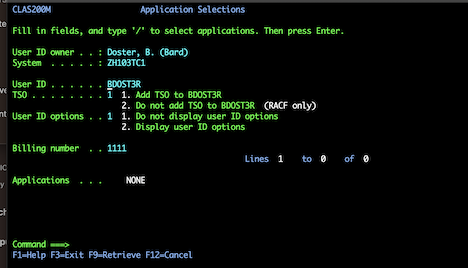 CLAS200M Application Selections
Fill in fields, and type '/' to select applications. Then press Enter.
User ID owner . . : Doster, B. (Bard)
System . . . . . . : ZH103TC1
User ID . . . . . . BDOST3R
TSO . . . . . . . . 1 1. Add TSO to BDOST3R
2. Do not add TSO to BDOST3R (RACF only)
User ID options . . 1 1. Do not display user ID options
2. Display user ID options
Billing number . . 1111
Lines 1 to 0 of 0
Applications . . . NONE
Command ===>
F1=Help F3=Exit F9=Retrieve F12=Cancel